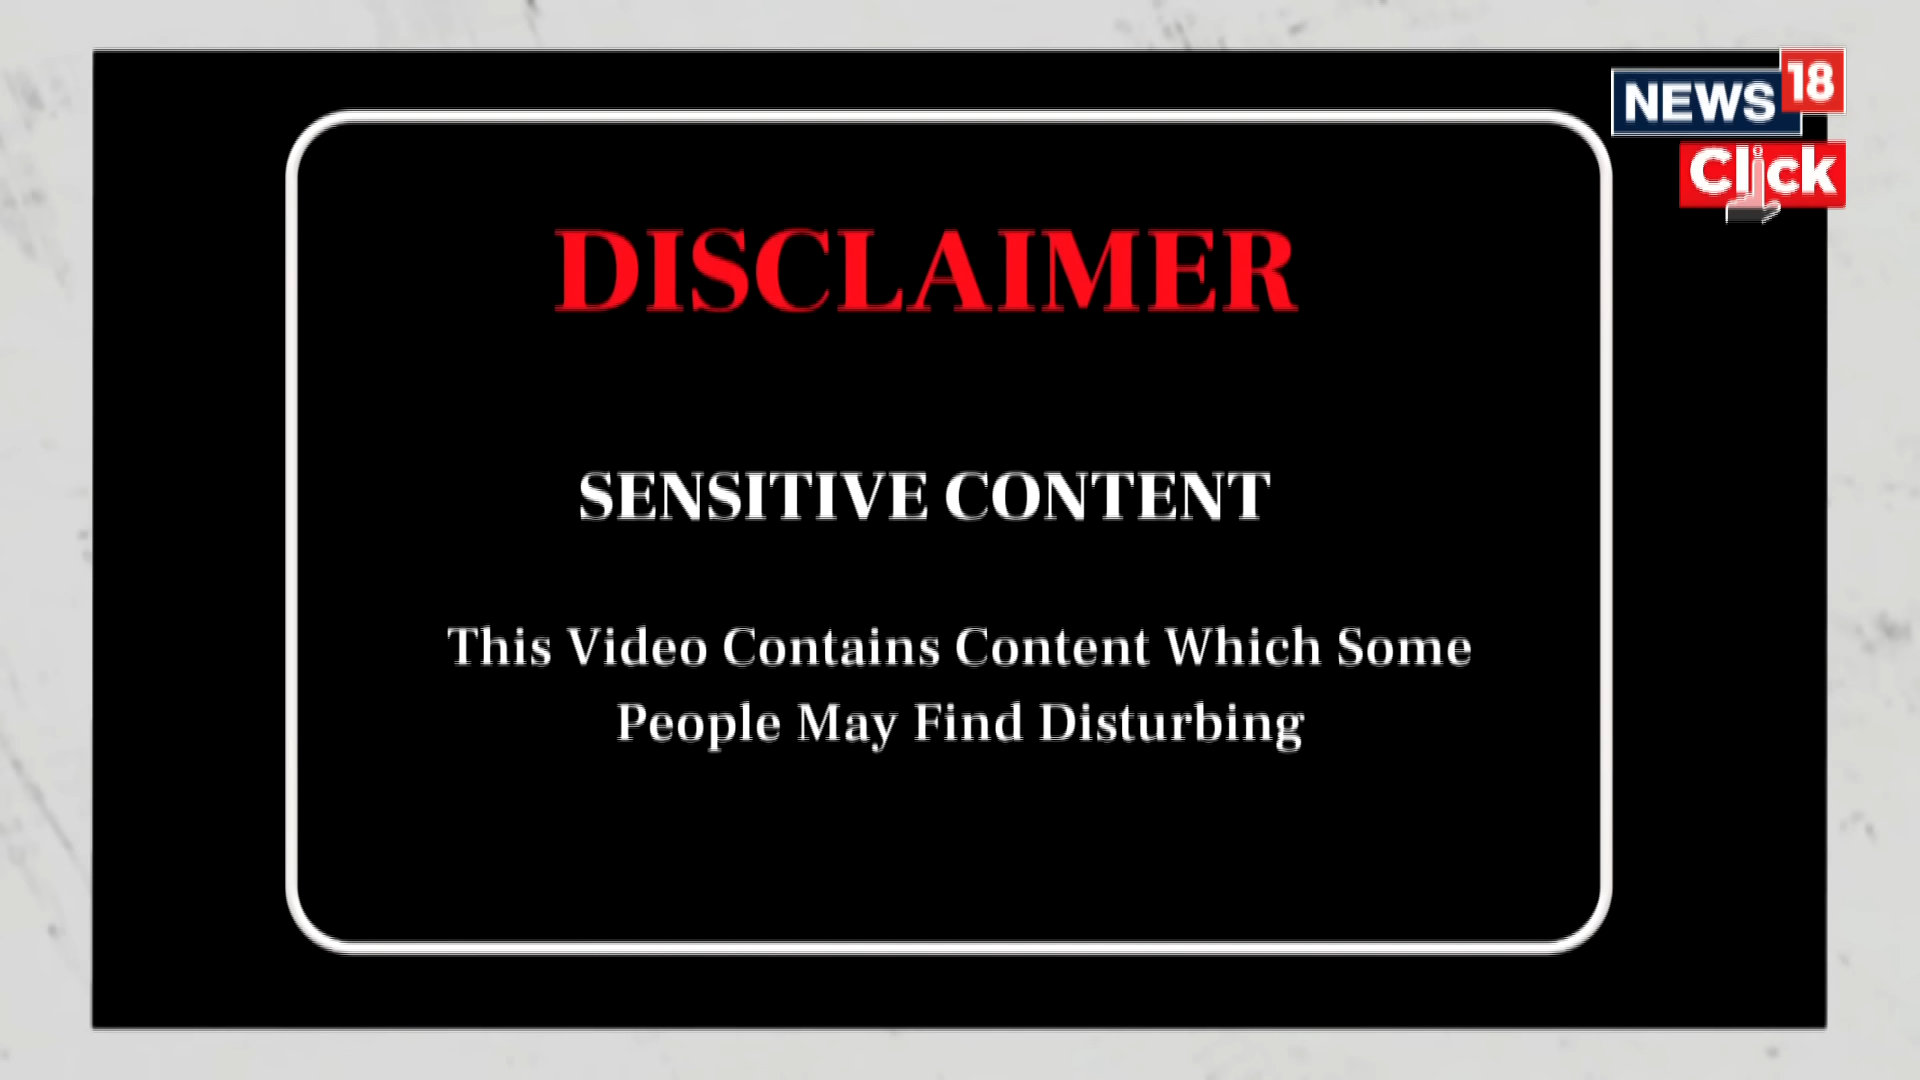 NEWS18
Click
DISCLAIMER
SENSITIVE CONTENT
This Video Contains Content Which Some
People May Find Disturbing